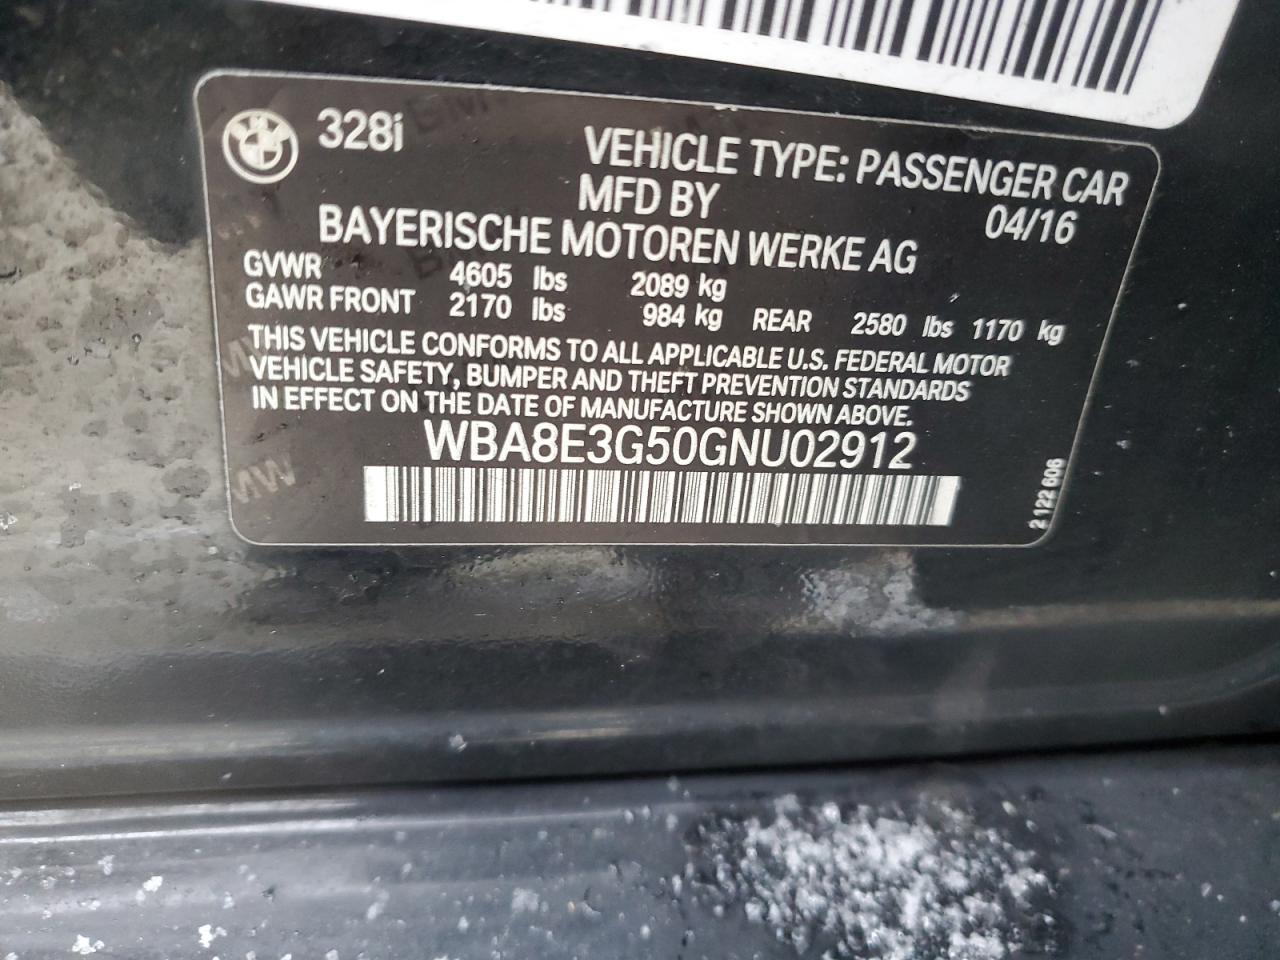 328i
VEHICLE TYPE: PASSENGER CAR
MFD BY
04/16
BAYERISCHE MOTOREN WERKE AG
GVWR 4605 lbs 2089 kg
GAWR FRONT 2170 lbs 984 kg REAR 2580 lbs 1170 kg
THIS VEHICLE CONFORMS TO ALL APPLICABLE U.S. FEDERAL MOTOR
VEHICLE SAFETY, BUMPER AND THEFT PREVENTION STANDARDS
IN EFFECT ON THE DATE OF MANUFACTURE SHOWN ABOVE.
WBA8E3G50GNU02912
2 122 606